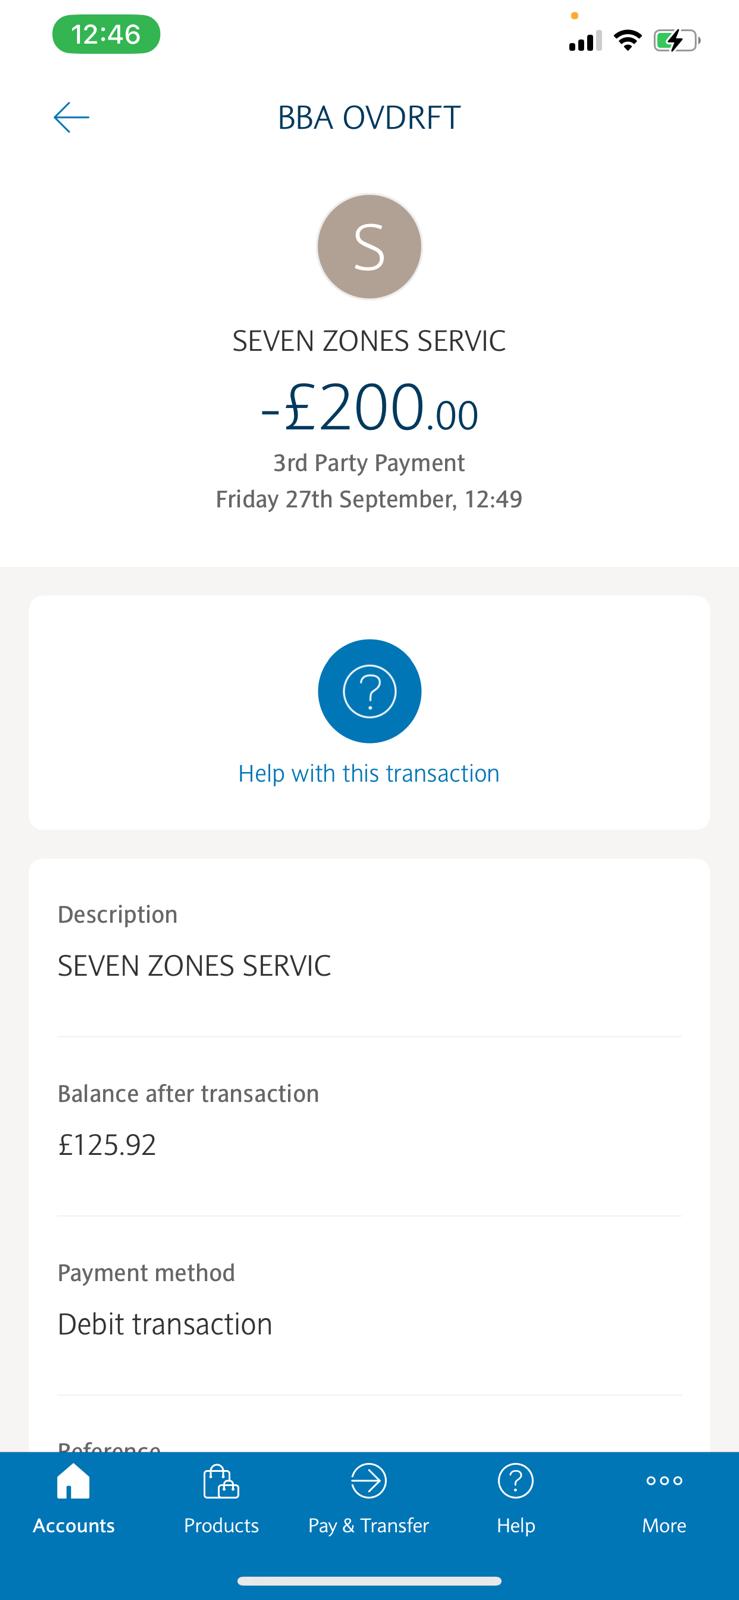 12:46
BBA OVDRFT
S
SEVEN ZONES SERVIC
-£200.00
3rd Party Payment
Friday 27th September, 12:49
?
Help with this transaction
Description
SEVEN ZONES SERVIC
Balance after transaction
£125.92
Payment method
Debit transaction
Reference
Accounts Products Pay & Transfer ? Help More